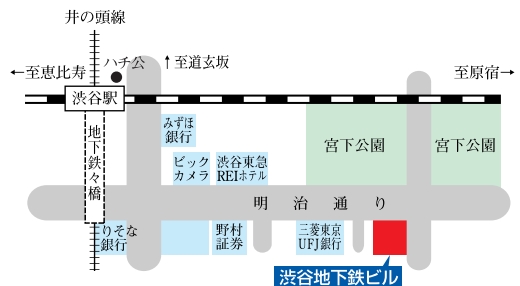 井の頭線
ハチ公
↑至道玄坂
←至恵比寿
至原宿→
渋谷駅
みずほ
銀行
地下鉄々橋
ビック
カメラ
渋谷東急
REIホテル
宮下公園
宮下公園
明治通り
りそな
銀行
野村
証券
三菱東京
UFJ銀行
渋谷地下鉄ビル